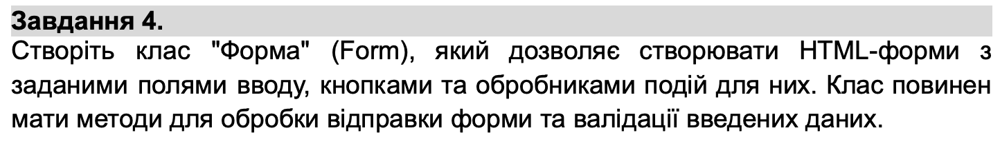 Завдання 4.
Створіть клас "Форма" (Form), який дозволяє створювати HTML-форми з
заданими полями вводу, кнопками та обробниками подій для них. Клас повинен
мати методи для обробки відправки форми та валідації введених даних.